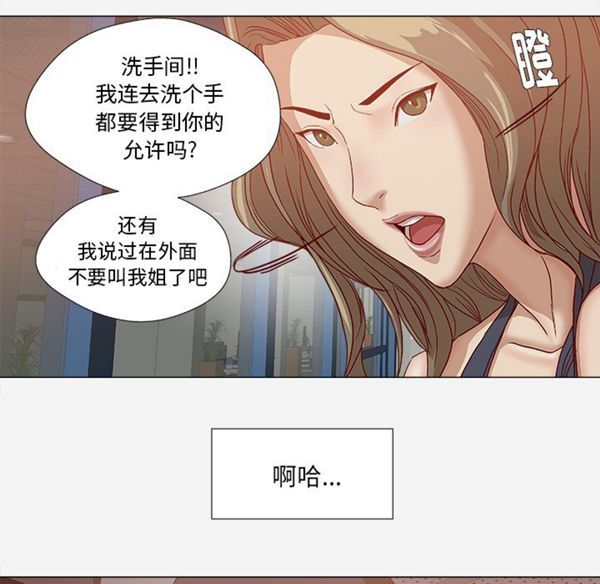 洗手间!!
我连去洗个手
都要得到你的
允许吗?
还有
我说过在外面
不要叫我姐了吧
瞪
啊哈...